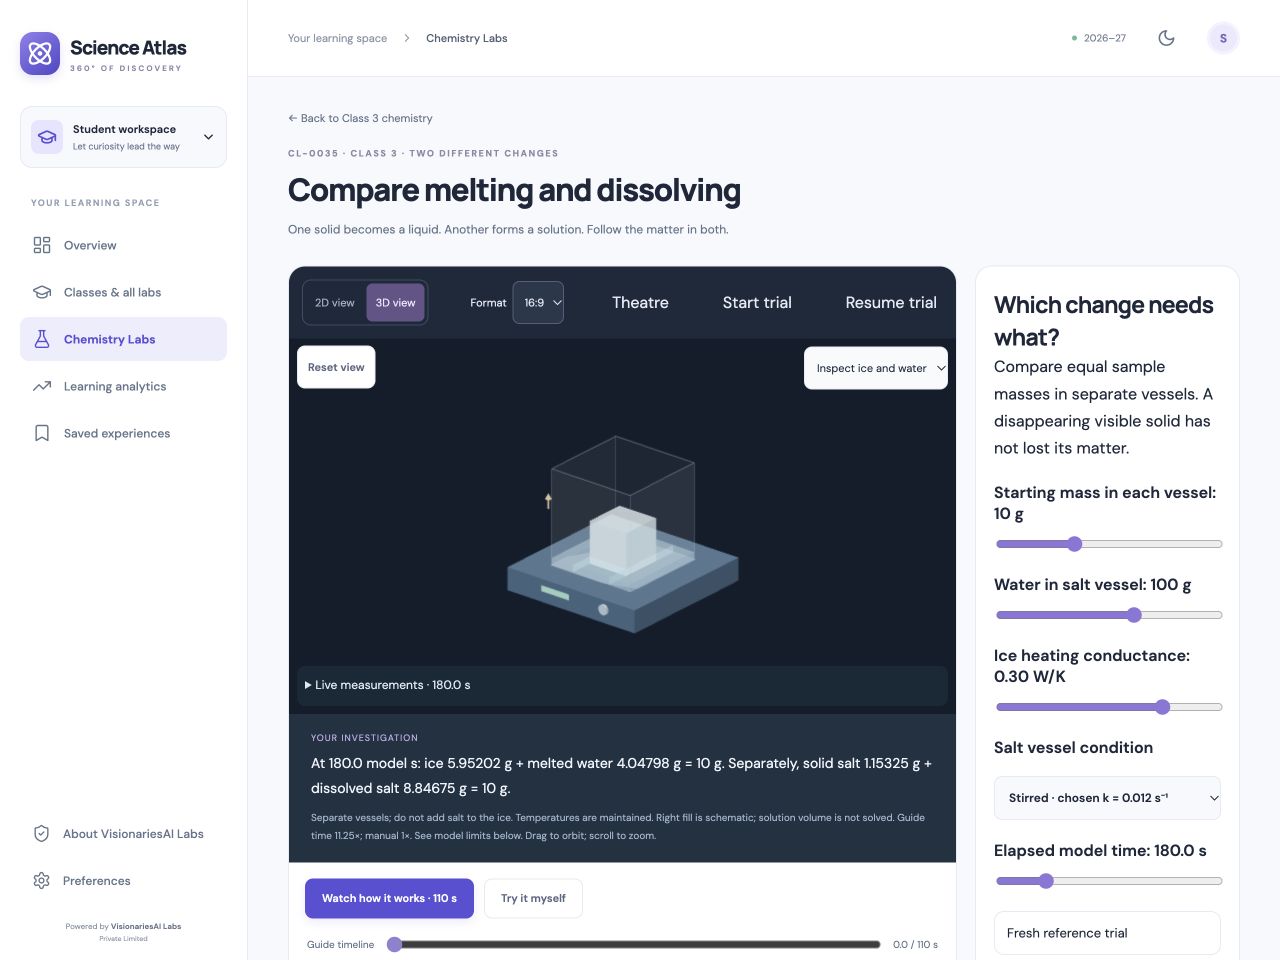 Science Atlas
360° OF DISCOVERY
Student workspace
Let curiosity lead the way
YOUR LEARNING SPACE
Overview
Classes & all labs
Chemistry Labs
Learning analytics
Saved experiences
About VisionariesAI Labs
Preferences
Powered by VisionariesAI Labs
Private Limited
Your learning space
Chemistry Labs
2026–27
S
← Back to Class 3 chemistry
CL-0035 · CLASS 3 · TWO DIFFERENT CHANGES
Compare melting and dissolving
One solid becomes a liquid. Another forms a solution. Follow the matter in both.
2D view
3D view
Format
16:9
Theatre
Start trial
Resume trial
Reset view
Inspect ice and water
Live measurements · 180.0 s
YOUR INVESTIGATION
At 180.0 model s: ice 5.95202 g + melted water 4.04798 g = 10 g. Separately, solid salt 1.15325 g +
dissolved salt 8.84675 g = 10 g.
Separate vessels; do not add salt to the ice. Temperatures are maintained. Right fill is schematic; solution volume is not solved. Guide
time 11.25×; manual 1×. See model limits below. Drag to orbit; scroll to zoom.
Watch how it works · 110 s
Try it myself
Guide timeline
0.0 / 110 s
Which change needs
what?
Compare equal sample
masses in separate vessels. A
disappearing visible solid has
not lost its matter.
Starting mass in each vessel:
10 g
Water in salt vessel: 100 g
Ice heating conductance:
0.30 W/K
Salt vessel condition
Stirred · chosen k = 0.012 s⁻¹
Elapsed model time: 180.0 s
Fresh reference trial